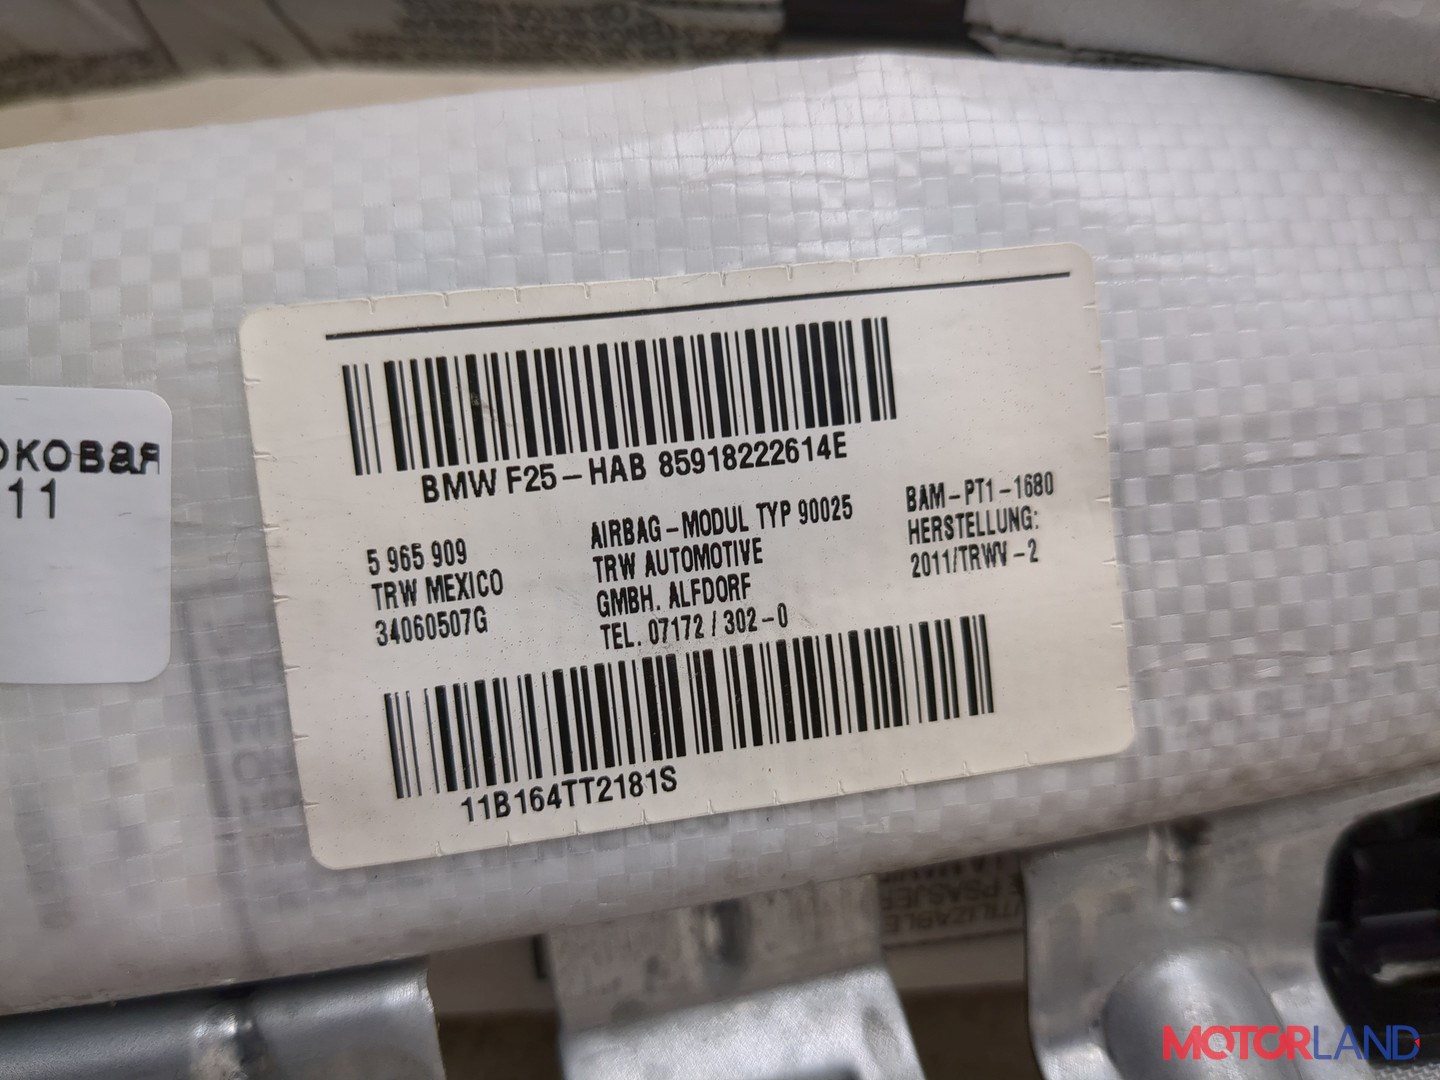 оковая
11
BMW F25-HAB 85918222614E
5 965 909
TRW MEXICO
34060507G
AIRBAG-MODUL TYP 90025
TRW AUTOMOTIVE
GMBH. ALFDORF
TEL. 07172 / 302-0
BAM-PT1-1680
HERSTELLUNG:
2011/TRWV-2
11B164TT2181S
UTILIZABLE
MOTORLAND